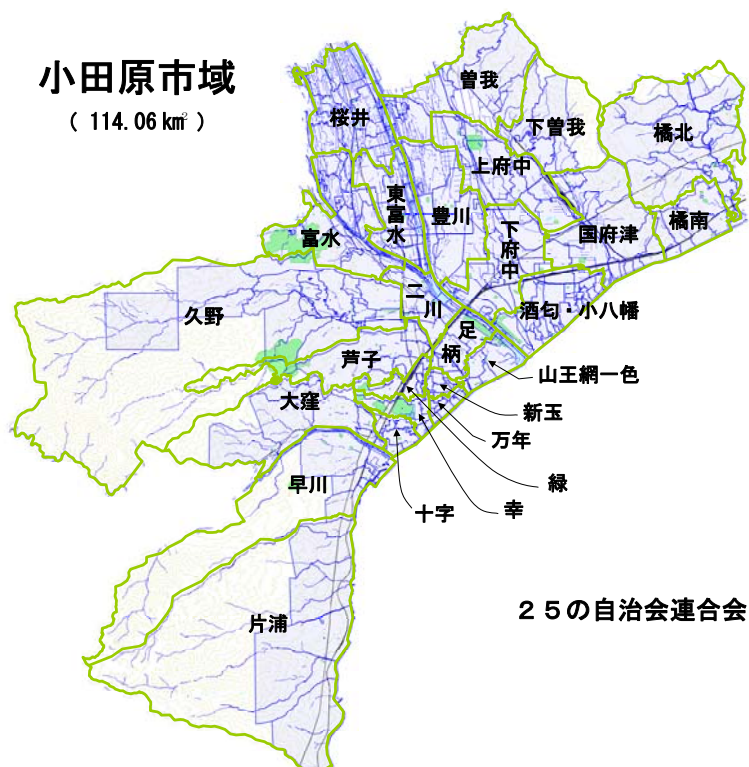 小田原市域
（ 114.06㎢ ）
曽我
下曽我
橘北
桜井
上府中
東富水
豊川
下府中
国府津
橘南
富水
二川
酒匂・小八幡
久野
足柄
芦子
山王網一色
大窪
新玉
万年
緑
早川
十字
幸
片浦
２５の自治会連合会